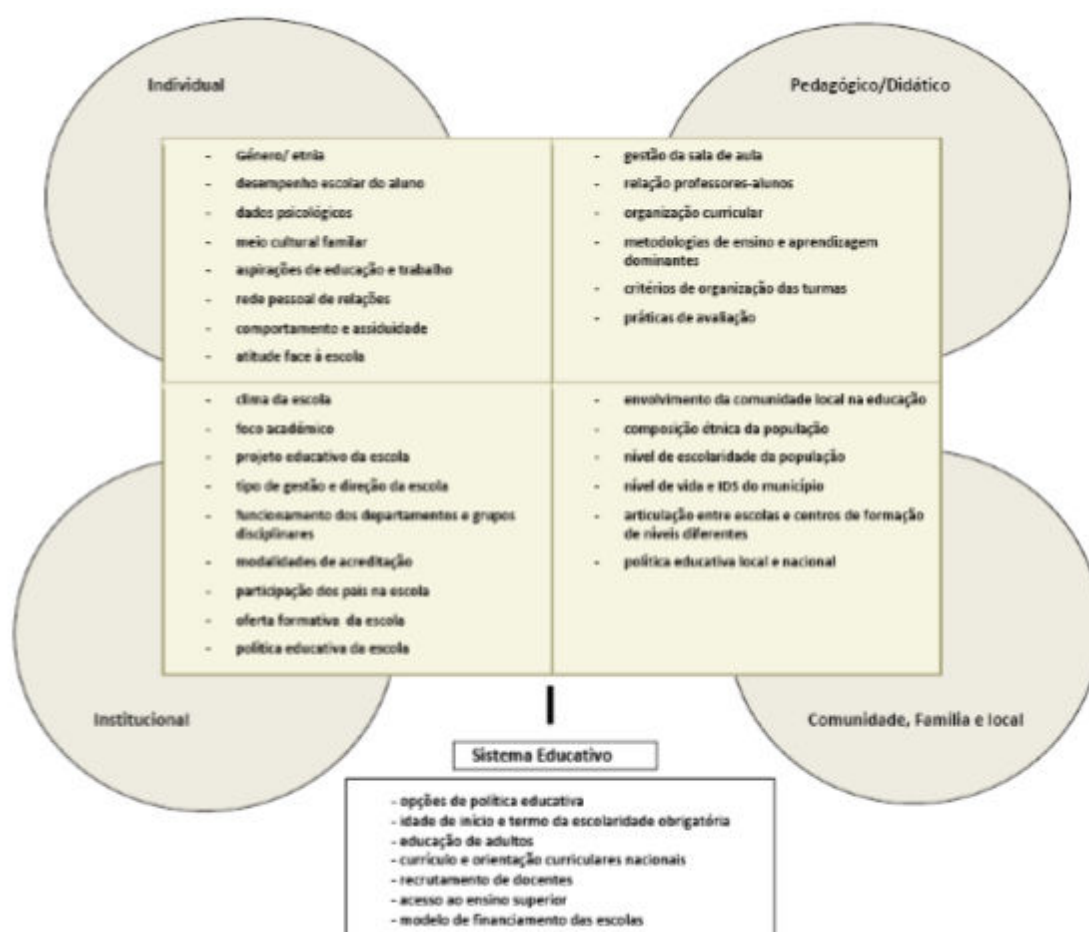 Individual
Pedagógico/Didático
- Género/ etnia
- desempenho escolar do aluno
- dados psicológicos
- meio cultural familar
- aspirações de educação e trabalho
- rede pessoal de relações
- comportamento e assiduidade
- atitude face à escola
- gestão da sala de aula
- relação professores-alunos
- organização curricular
- metodologias de ensino e aprendizagem
dominantes
- critérios de organização das turmas
- práticas de avaliação
- clima da escola
- foco académico
- projeto educativo da escola
- tipo de gestão e direção da escola
- funcionamento dos departamentos e grupos
disciplinares
- modalidades de acreditação
- participação dos pais na escola
- oferta formativa da escola
- política educativa da escola
- envolvimento da comunidade local na educação
- composição étnica da população
- nível de escolaridade da população
- nível de vida e IDS do município
- articulação entre escolas e centros de formação
de níveis diferentes
- política educativa local e nacional
Institucional
Comunidade, Família e local
Sistema Educativo
- opções de política educativa
- idade de início e termo da escolaridade obrigatória
- educação de adultos
- currículo e orientação curriculares nacionais
- recrutamento de docentes
- acesso ao ensino superior
- modelo de financiamento das escolas